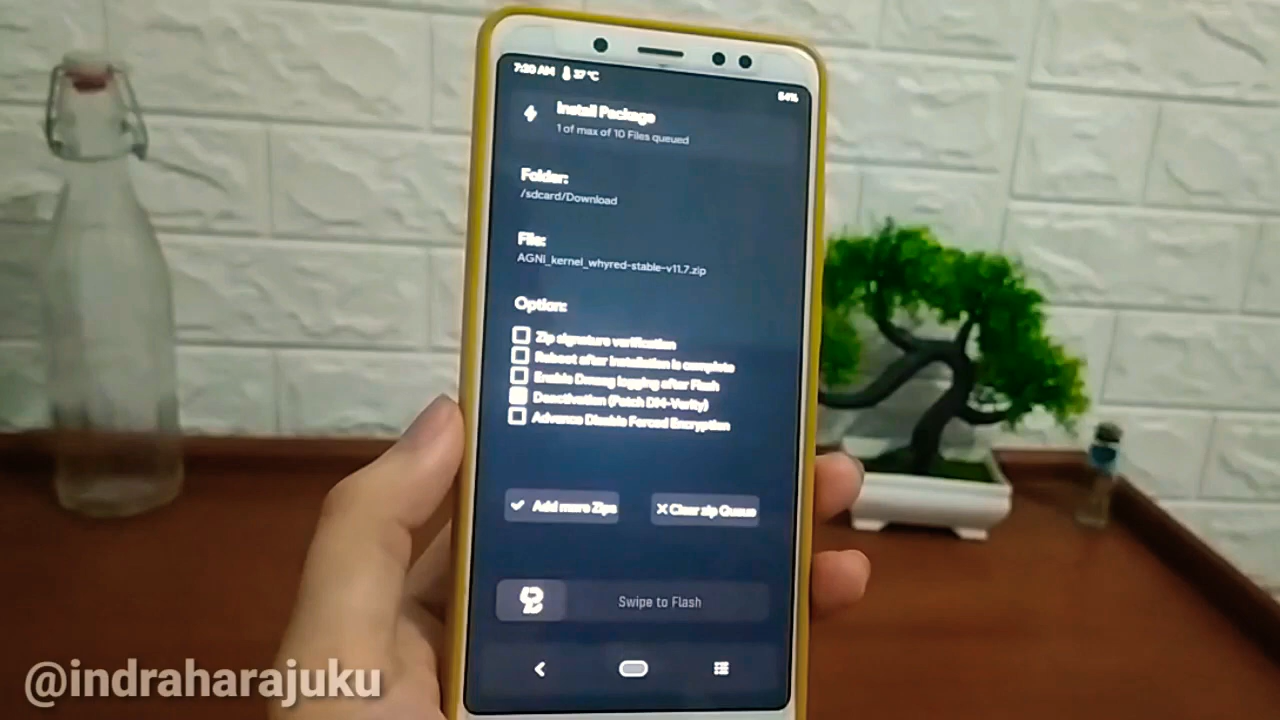 7:20 AM 37 °C
54%
Install Package
1 of max of 10 Files queued
Folder:
/sdcard/Download
File:
AGNi_kernel_whyred-stable-v11.7.zip
Option:
Zip signature verification
Reboot after installation is complete
Enable Dmesg logging after Flash
Deactivation (Patch DM-Verity)
Advance Disable Forced Encryption
Add more Zips
Clear zip Queue
Swipe to Flash
@indraharajuku